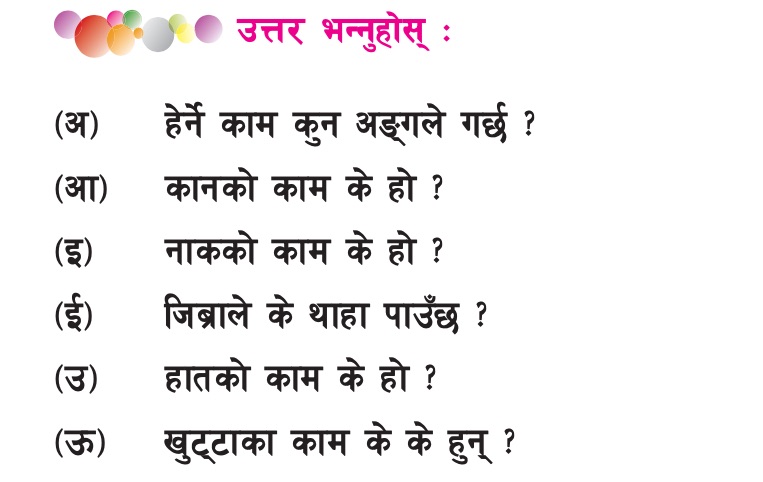 उत्तर भन्नुहोस् :
(अ) हेर्ने काम कुन अङ्गले गर्छ ?
(आ) कानको काम के हो ?
(इ) नाकको काम के हो ?
(ई) जिब्राले के थाहा पाउँछ ?
(उ) हातको काम के हो ?
(ऊ) खुट्टाका काम के के हुन् ?